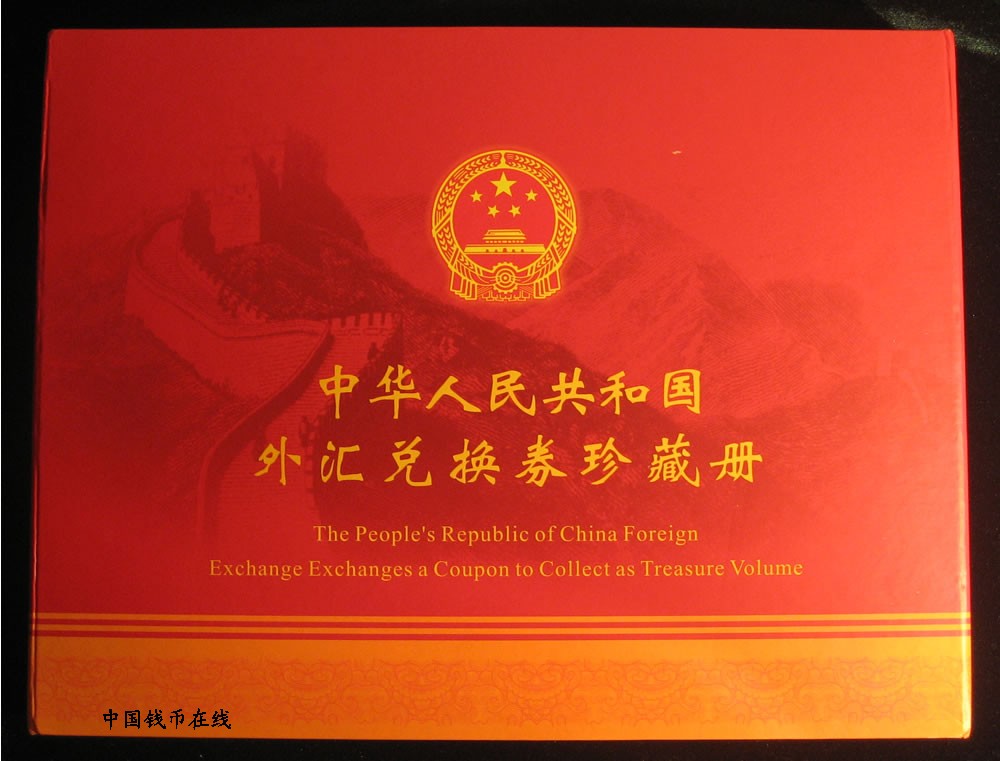 中华人民共和国
外汇兑换券珍藏册
The People's Republic of China Foreign
Exchange Exchanges a Coupon to Collect as Treasure Volume
中国钱币在线